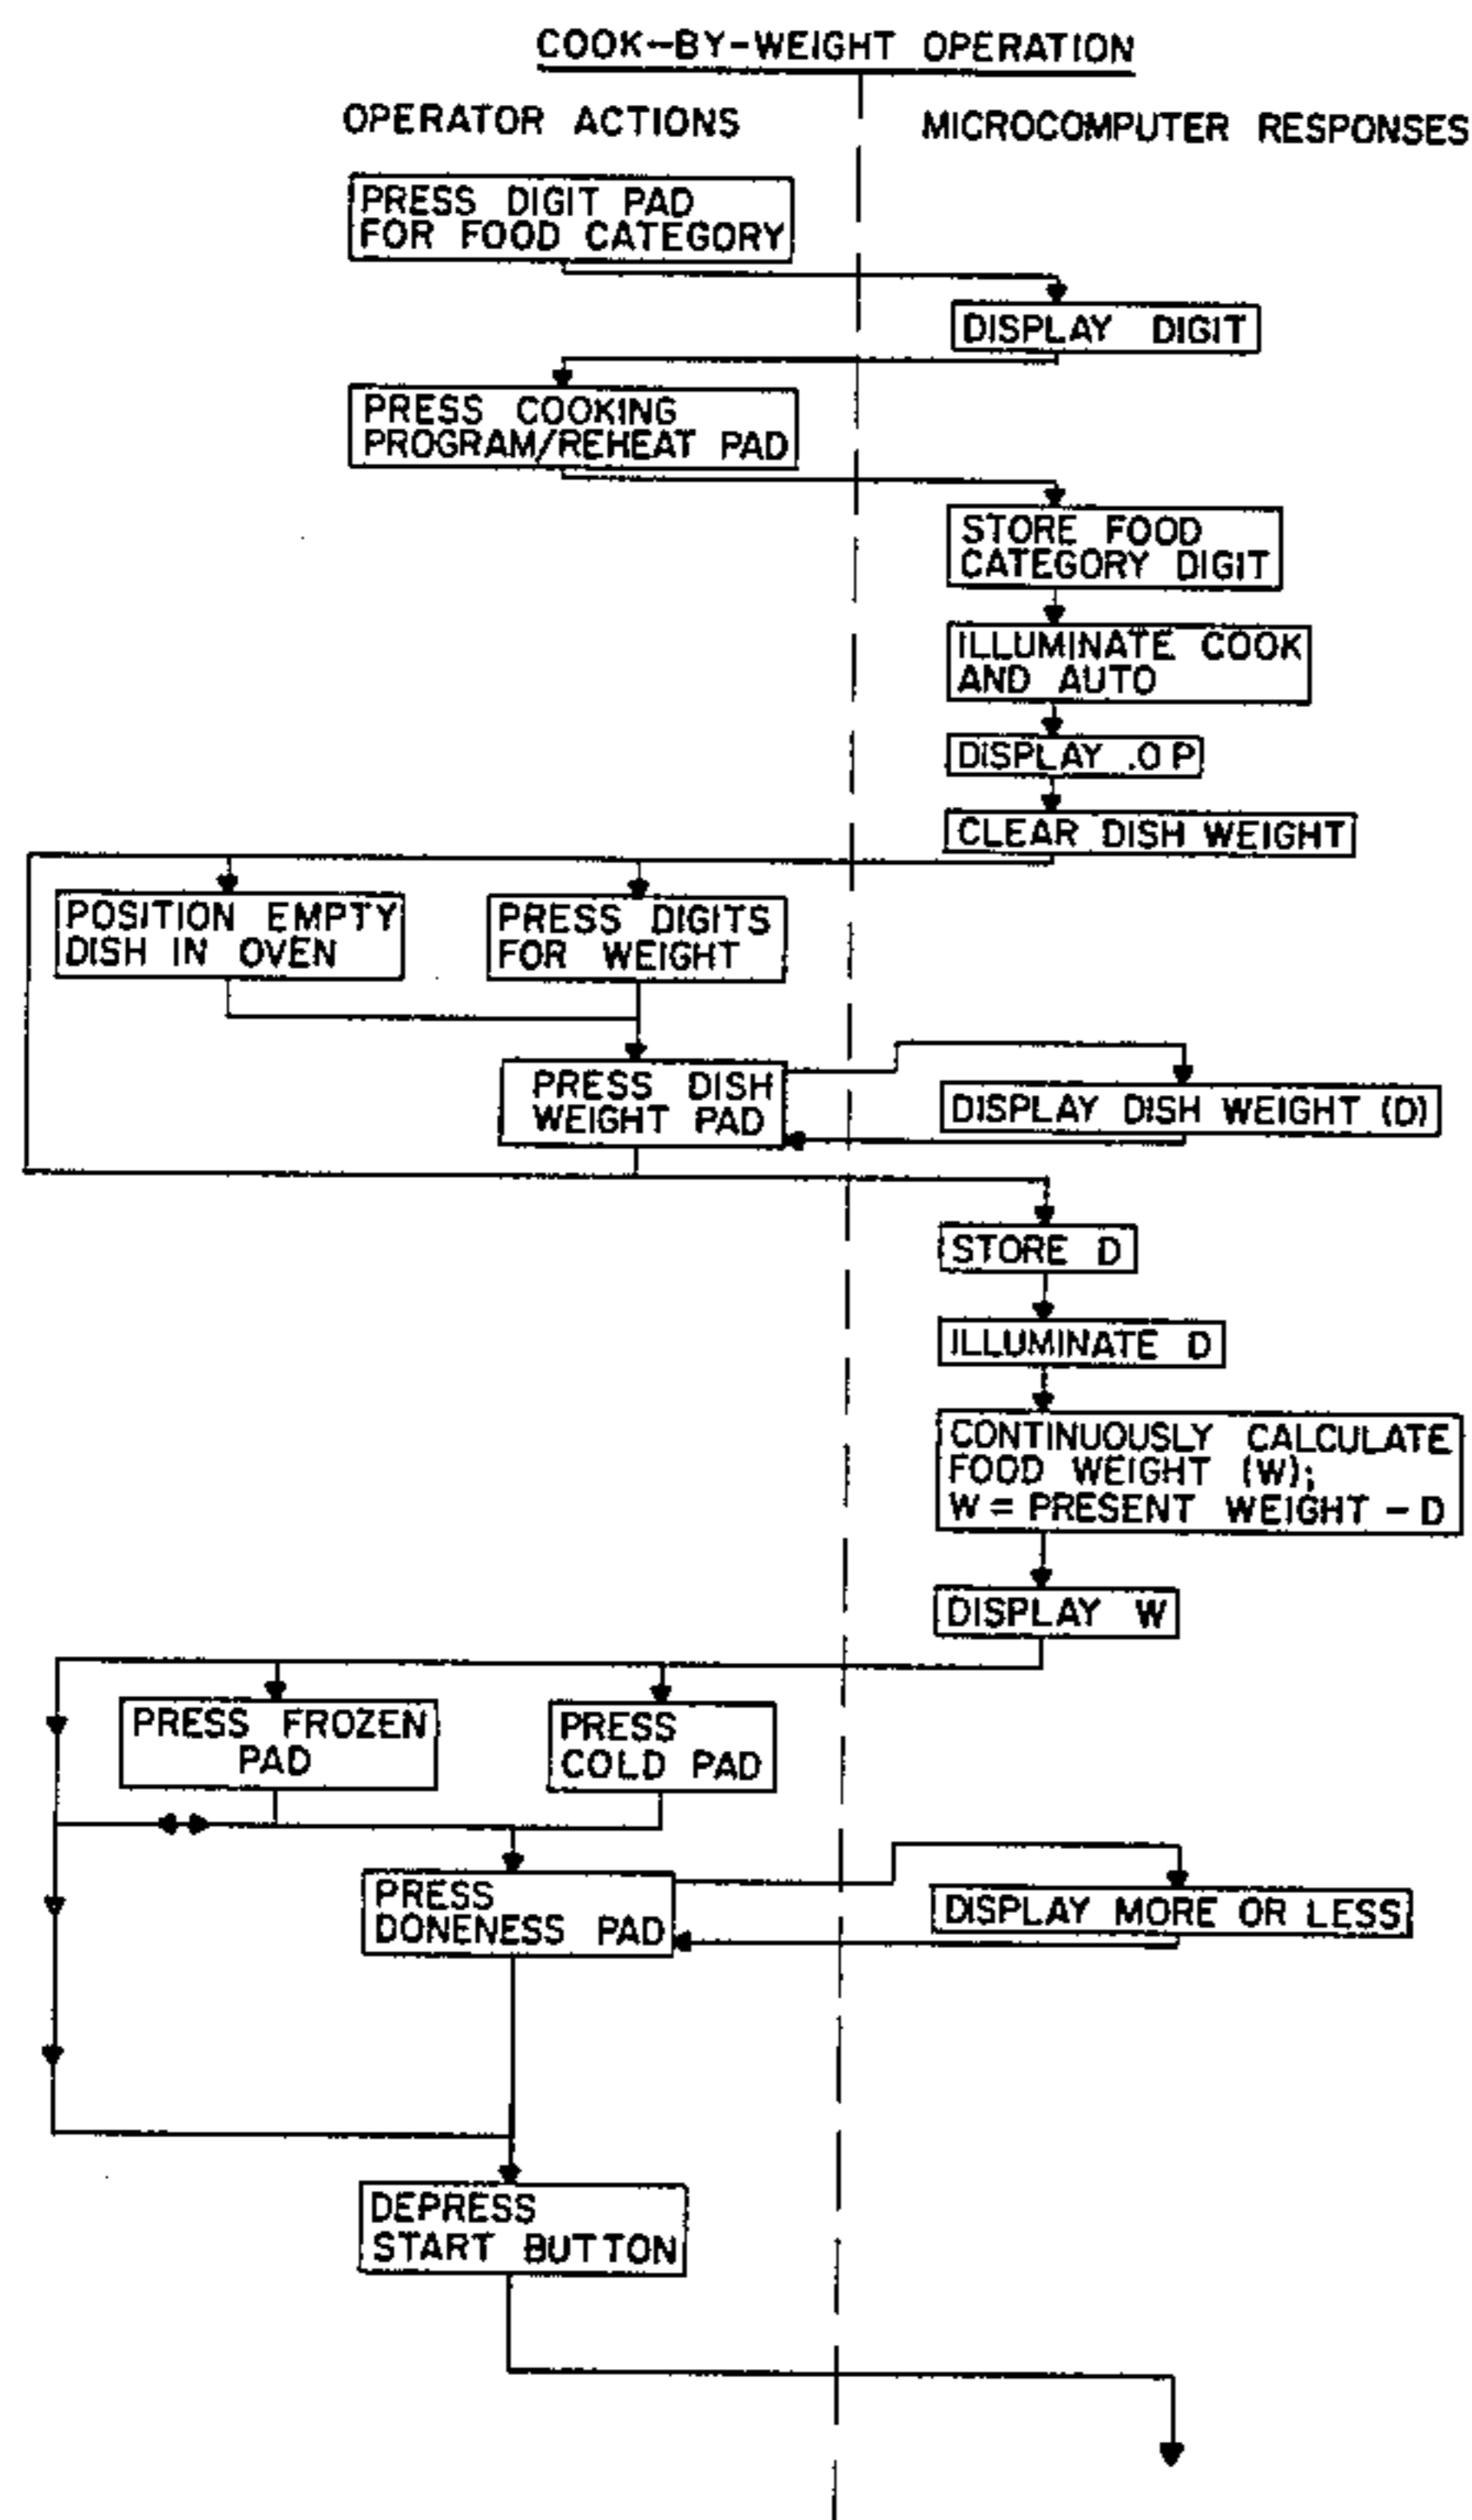 COOK-BY-WEIGHT OPERATION
OPERATOR ACTIONS
MICROCOMPUTER RESPONSES
PRESS DIGIT PAD
FOR FOOD CATEGORY
DISPLAY DIGIT
PRESS COOKING
PROGRAM/REHEAT PAD
STORE FOOD
CATEGORY DIGIT
ILLUMINATE COOK
AND AUTO
DISPLAY .0 P
CLEAR DISH WEIGHT
POSITION EMPTY
DISH IN OVEN
PRESS DIGITS
FOR WEIGHT
PRESS DISH
WEIGHT PAD
DISPLAY DISH WEIGHT (D)
STORE D
ILLUMINATE D
CONTINUOUSLY CALCULATE
FOOD WEIGHT (W);
W = PRESENT WEIGHT - D
DISPLAY W
PRESS FROZEN
PAD
PRESS
COLD PAD
PRESS
DONENESS PAD
DISPLAY MORE OR LESS
DEPRESS
START BUTTON